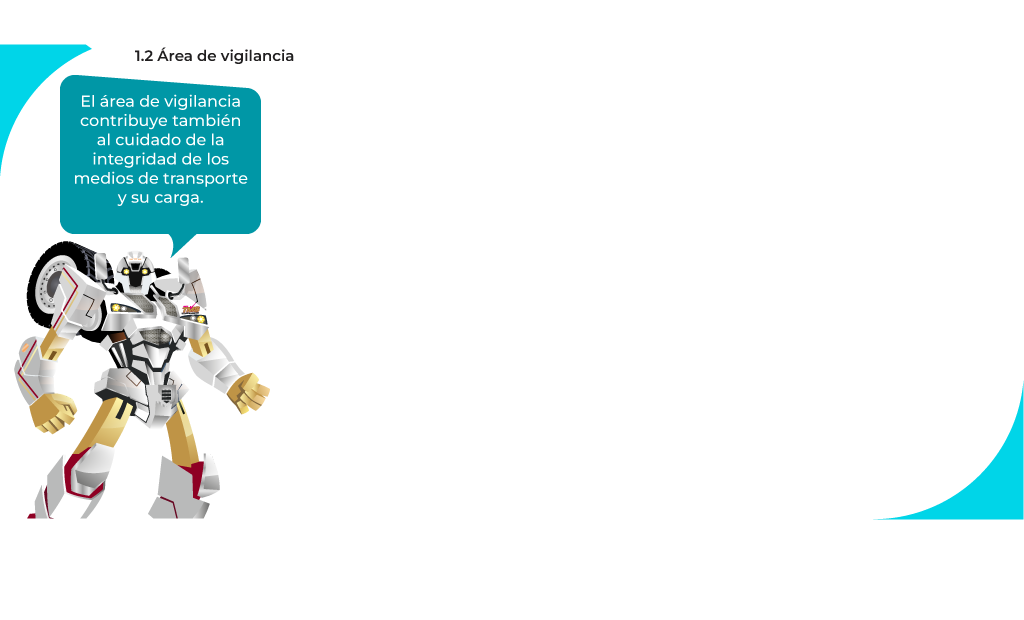 1.2 Área de vigilancia
El área de vigilancia
contribuye también
al cuidado de la
integridad de los
medios de transporte
y su carga.